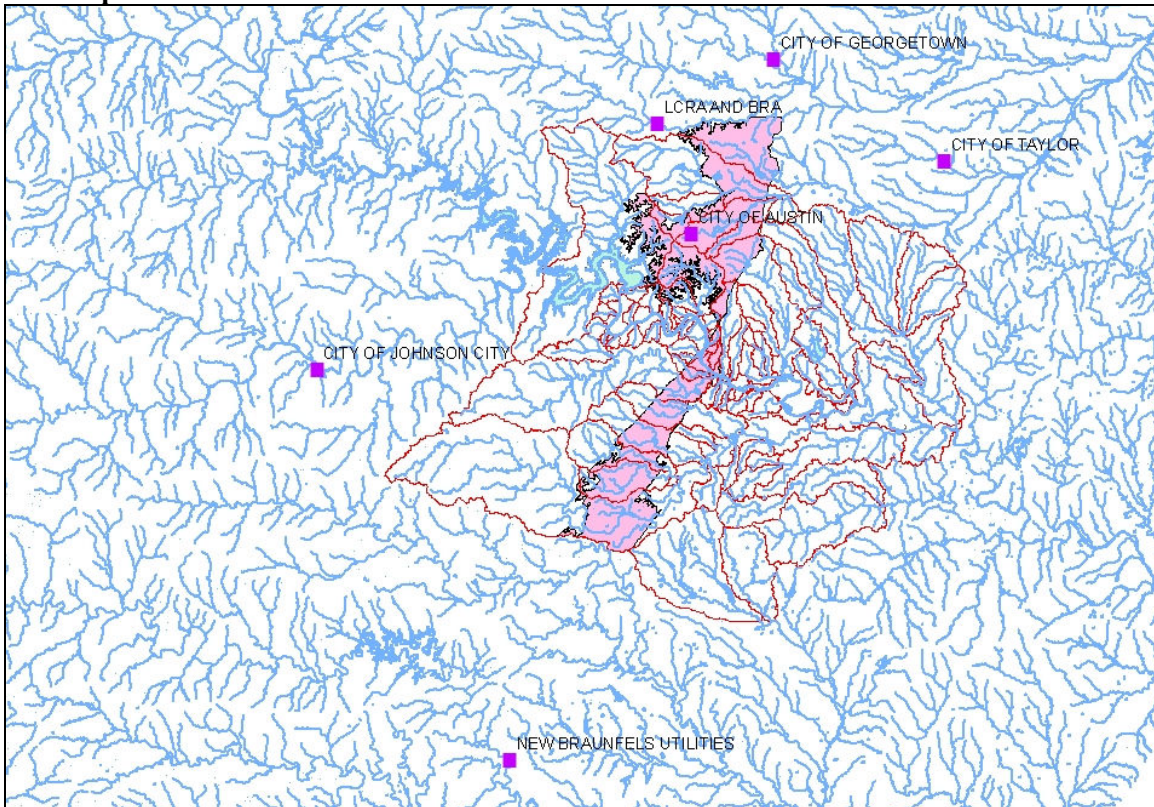 CITY OF GEORGETOWN
LCRA AND BRA
CITY OF TAYLOR
CITY OF AUSTIN
CITY OF JOHNSON CITY
NEW BRAUNFELS UTILITIES